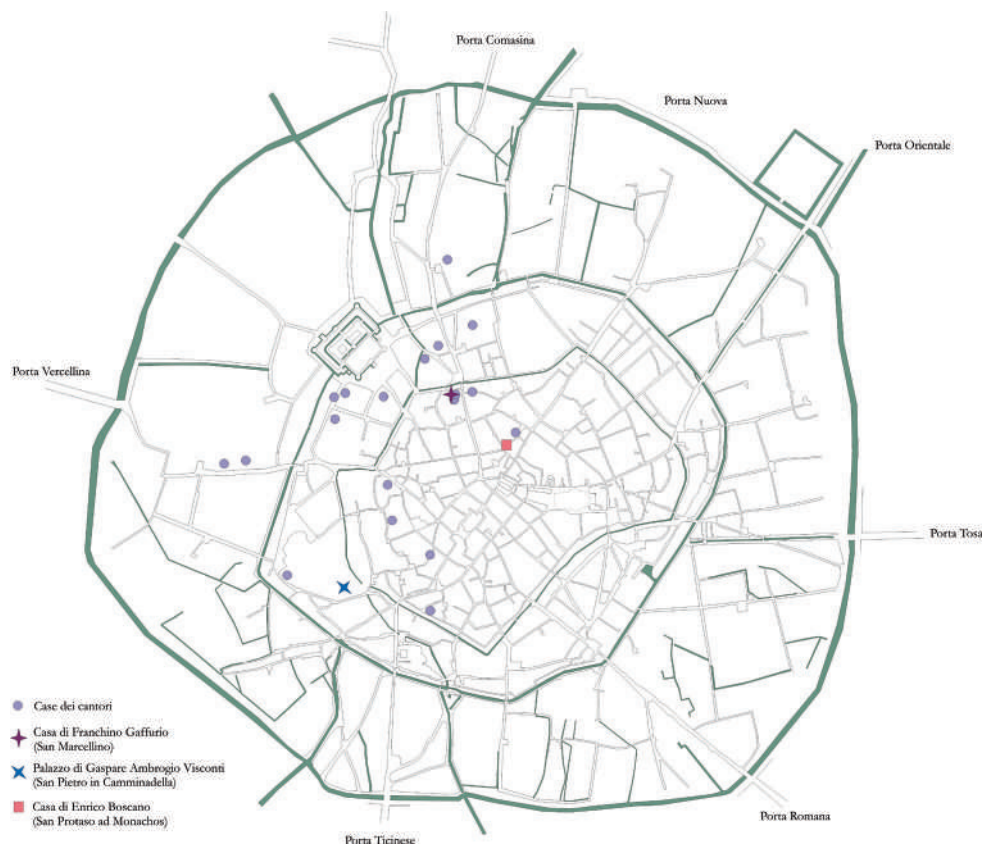 Porta Comasina
Porta Nuova
Porta Orientale
Porta Vercellina
Porta Tosa
Case dei cantori
Casa di Franchino Gaffurio
(San Marcellino)
Palazzo di Gaspare Ambrogio Visconti
(San Pietro in Camminadella)
Casa di Enrico Boscano
(San Protaso ad Monachos)
Porta Romana
Porta Ticinese